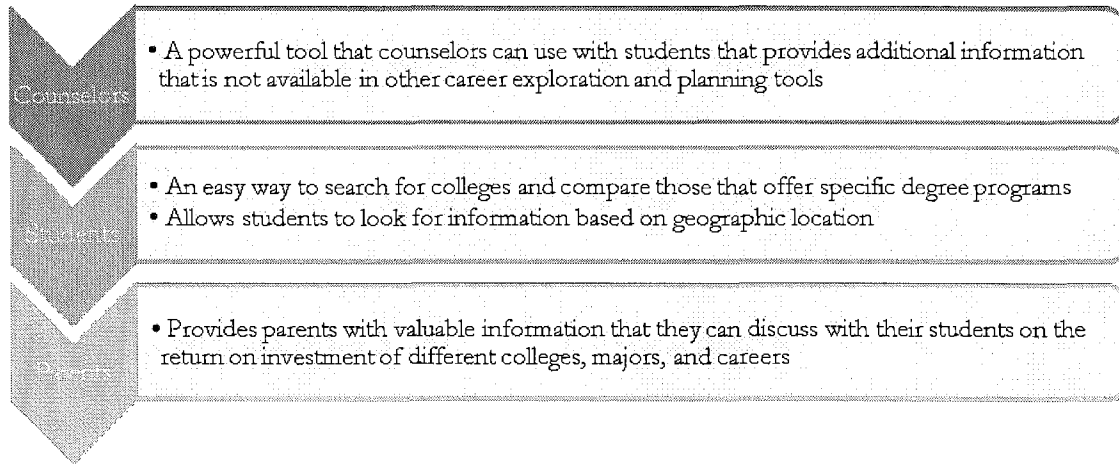 Counselors
• A powerful tool that counselors can use with students that provides additional information
that is not available in other career exploration and planning tools
Students
• An easy way to search for colleges and compare those that offer specific degree programs
• Allows students to look for information based on geographic location
Parents
• Provides parents with valuable information that they can discuss with their students on the
return on investment of different colleges, majors, and careers